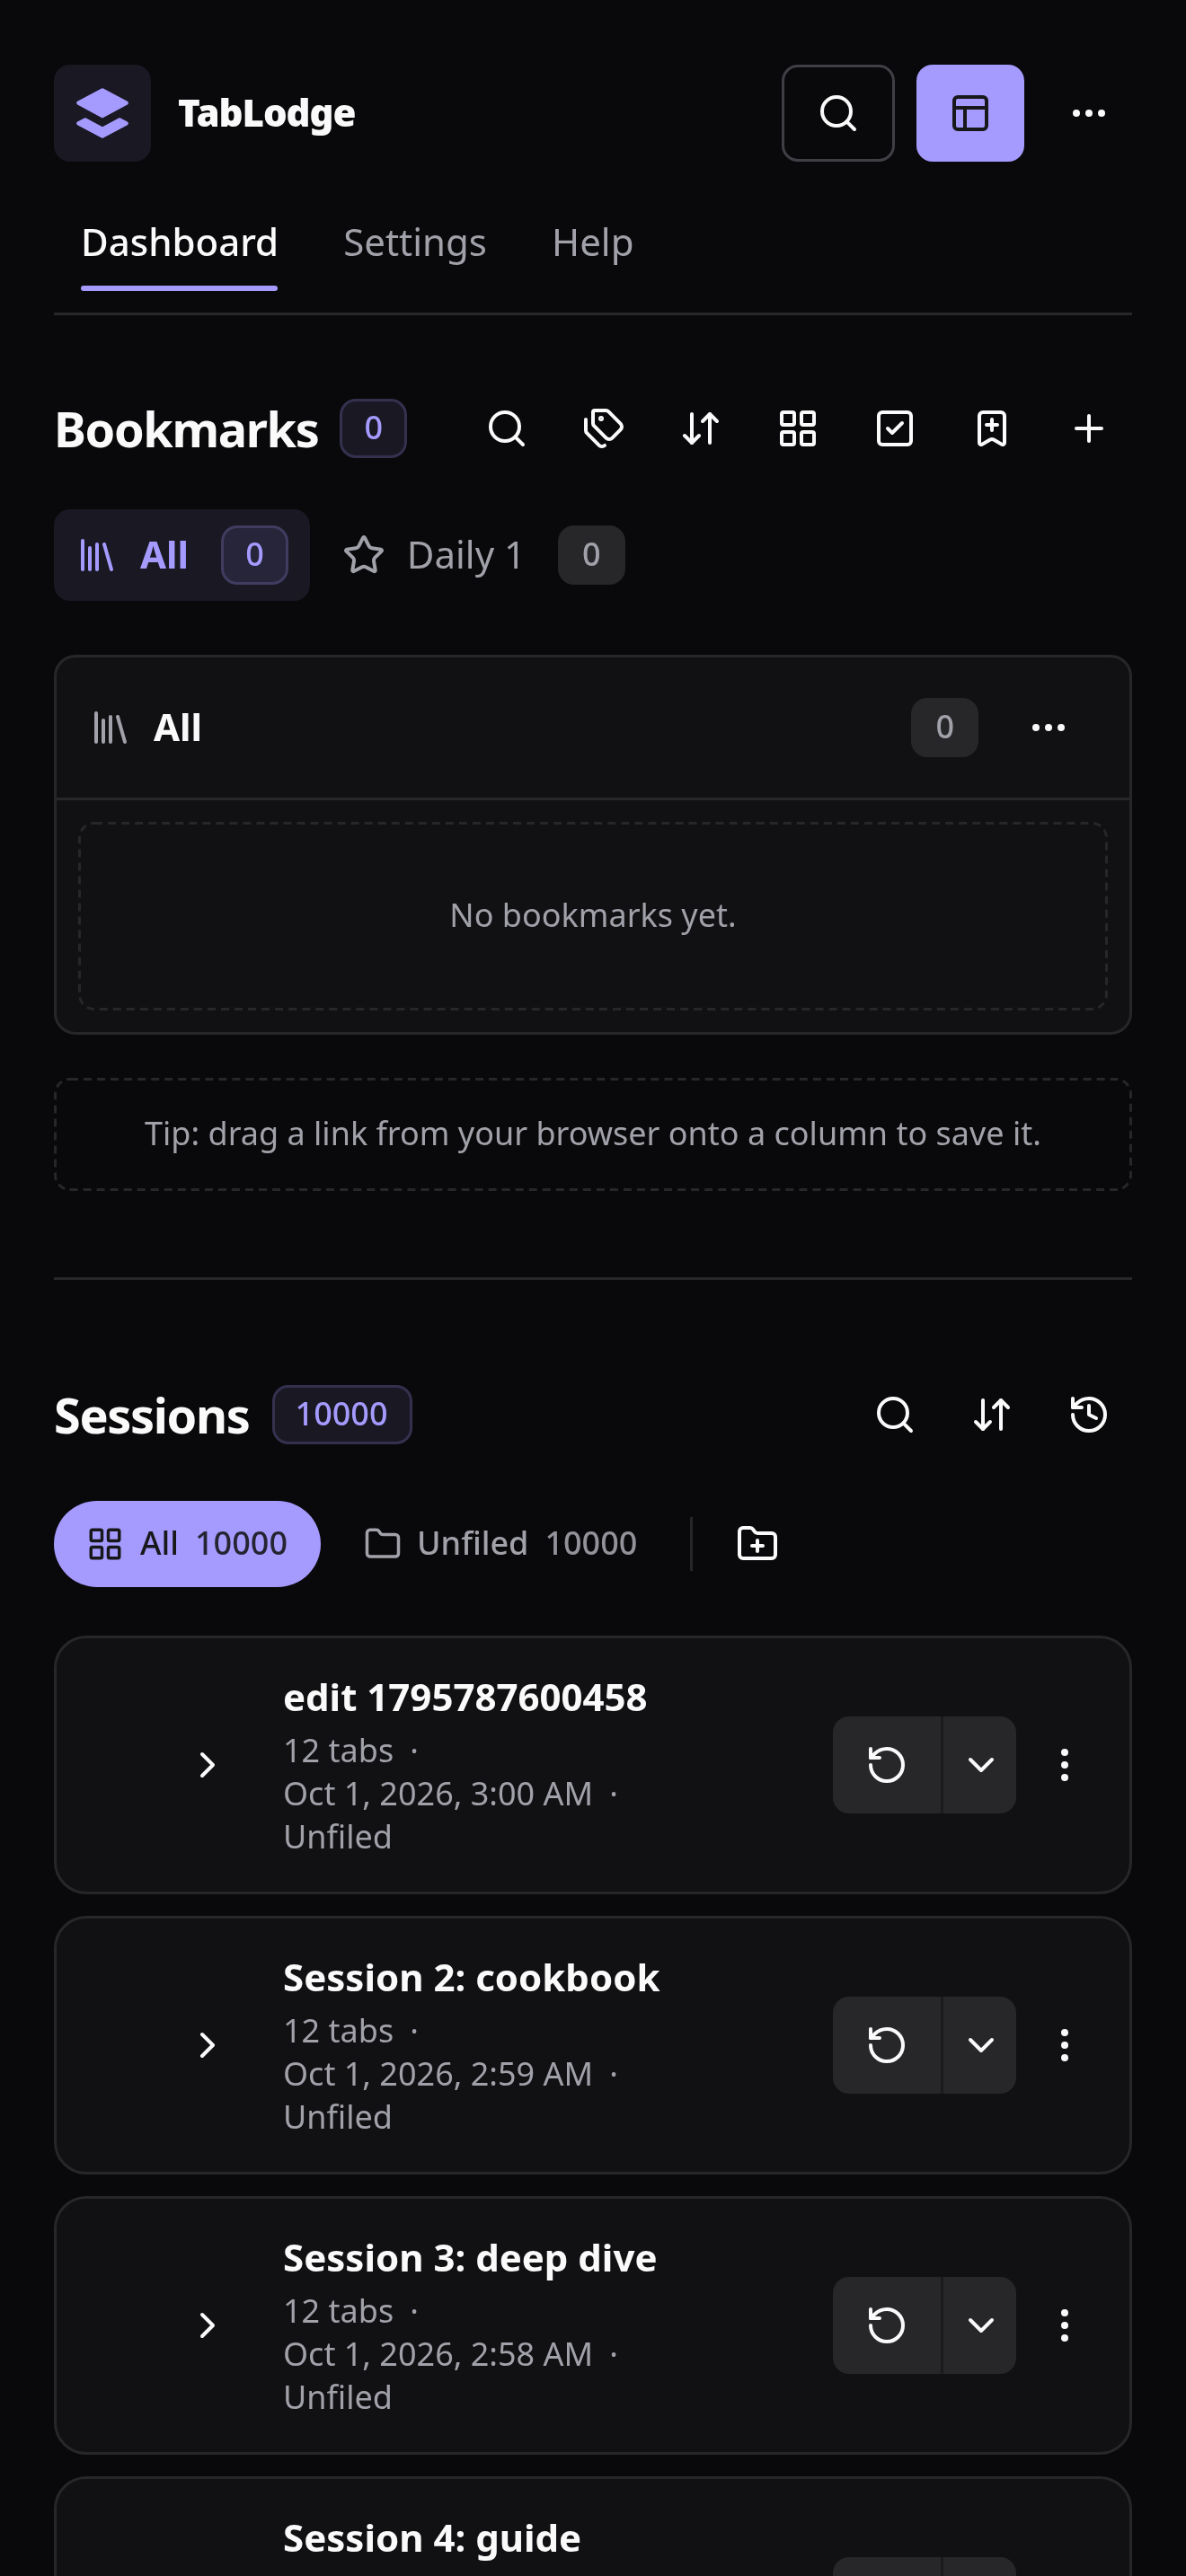 TabLodge
Dashboard Settings Help
Bookmarks 0
All 0 Daily 1 0
All 0
No bookmarks yet.
Tip: drag a link from your browser onto a column to save it.
Sessions 10000
All 10000 Unfiled 10000
edit 1795787600458
12 tabs ·
Oct 1, 2026, 3:00 AM ·
Unfiled
Session 2: cookbook
12 tabs ·
Oct 1, 2026, 2:59 AM ·
Unfiled
Session 3: deep dive
12 tabs ·
Oct 1, 2026, 2:58 AM ·
Unfiled
Session 4: guide